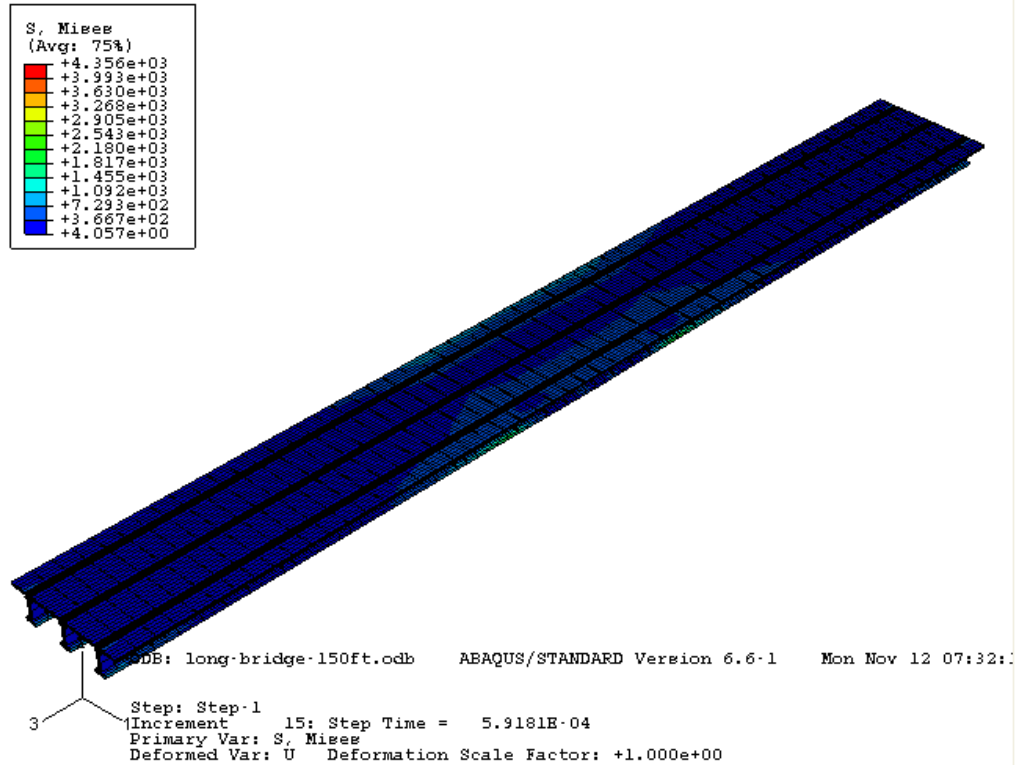 S, Mises
(Avg: 75%)
+4.356e+03
+3.993e+03
+3.630e+03
+3.268e+03
+2.905e+03
+2.543e+03
+2.180e+03
+1.817e+03
+1.455e+03
+1.092e+03
+7.293e+02
+3.667e+02
+4.057e+00
ODB: long-bridge-150ft.odb ABAQUS/STANDARD Version 6.6-1 Mon Nov 12 07:32:
3
1
Step: Step-1
Increment 15: Step Time = 5.9181E-04
Primary Var: S, Mises
Deformed Var: U Deformation Scale Factor: +1.000e+00